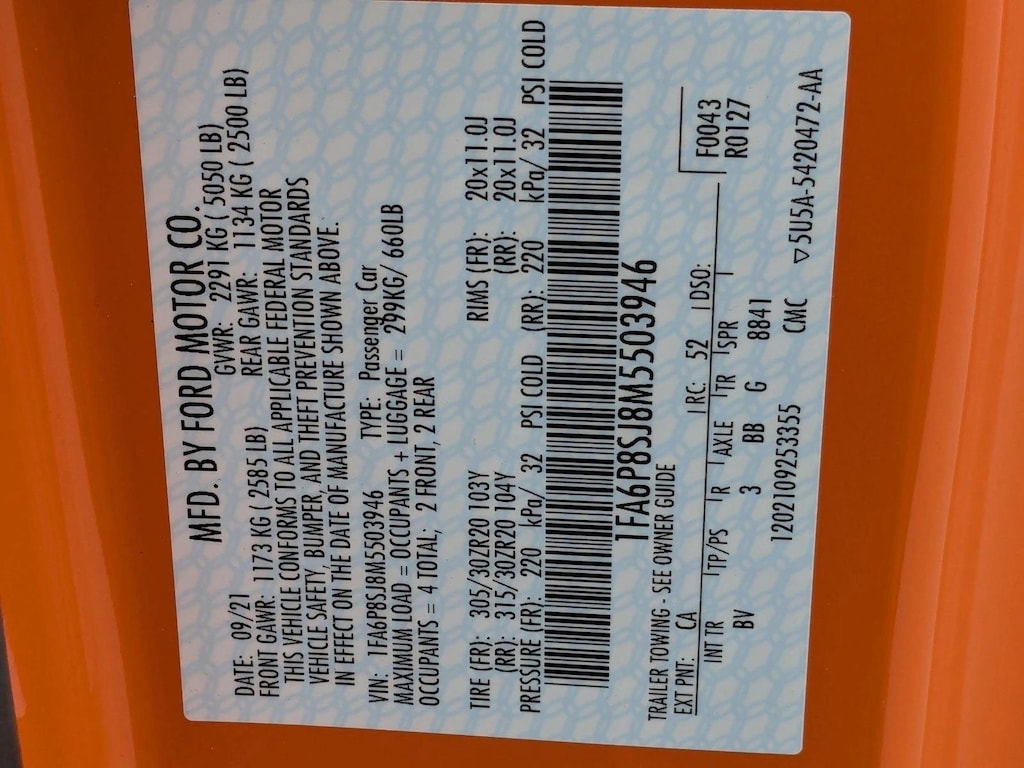 MFD. BY FORD MOTOR CO.
DATE: 09/21 GVWR: 2291 KG ( 5050 LB)
FRONT GAWR: 1173 KG ( 2585 LB) REAR GAWR: 1134 KG ( 2500 LB)
THIS VEHICLE CONFORMS TO ALL APPLICABLE FEDERAL MOTOR
VEHICLE SAFETY, BUMPER, AND THEFT PREVENTION STANDARDS
IN EFFECT ON THE DATE OF MANUFACTURE SHOWN ABOVE.
VIN: 1FA6P8SJ8M5503946 TYPE: Passenger Car
MAXIMUM LOAD = OCCUPANTS + LUGGAGE = 299KG/ 660LB
OCCUPANTS = 4 TOTAL; 2 FRONT, 2 REAR
TIRE (FR): 305/30ZR20 103Y RIMS (FR): 20x11.0J
(RR): 315/30ZR20 104Y (RR): 20x11.0J
PRESSURE (FR): 220 kPa/ 32 PSI COLD (RR): 220 kPa/ 32 PSI COLD
1FA6P8SJ8M5503946
TRAILER TOWING - SEE OWNER GUIDE F0043
EXT PNT: CA RC: 52 DSO: R0127
INT TR TP/PS R AXLE TR SPR
BV 3 BB G 8841
1202109253355 CMC ▽5U5A-5420472-AA